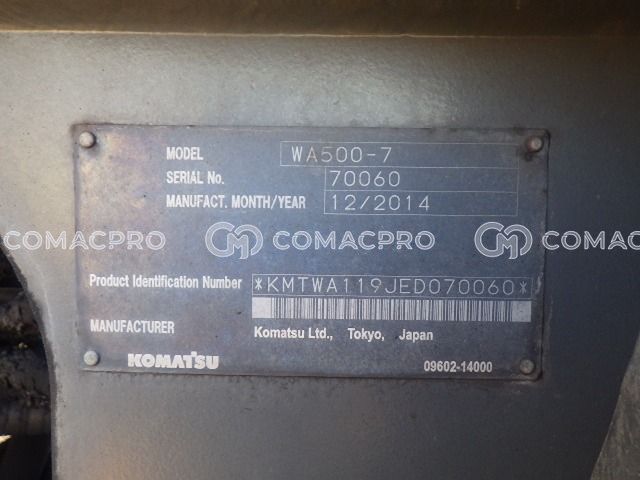 MODEL WA500-7
SERIAL No. 70060
MANUFACT. MONTH/YEAR 12/2014
COMACPRO COMACPRO COMACPRO
Product Identification Number *KMTWA119JED070060*
MANUFACTURER Komatsu Ltd., Tokyo, Japan
KOMATSU 09602-14000